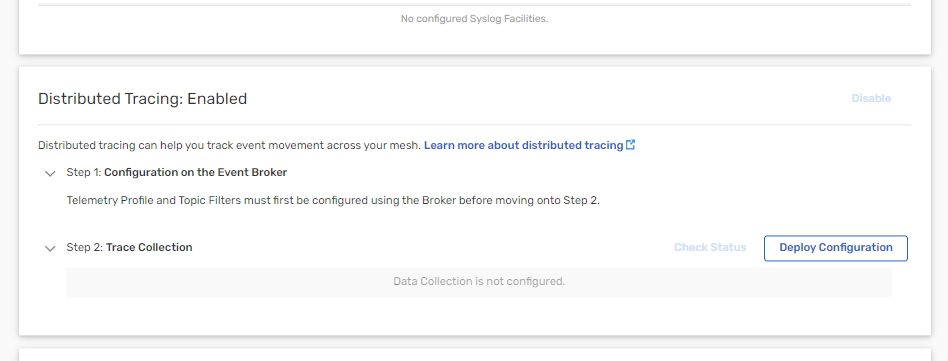 No configured Syslog Facilities.
Distributed Tracing: Enabled
Disable
Distributed tracing can help you track event movement across your mesh. Learn more about distributed tracing
Step 1: Configuration on the Event Broker
Telemetry Profile and Topic Filters must first be configured using the Broker before moving onto Step 2.
Step 2: Trace Collection
Check Status
Deploy Configuration
Data Collection is not configured.